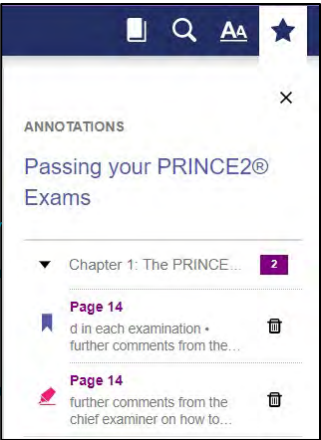 AA
ANNOTATIONS
Passing your PRINCE2®
Exams
Chapter 1: The PRINCE... 2
Page 14
d in each examination •
further comments from the...
Page 14
further comments from the
chief examiner on how to...